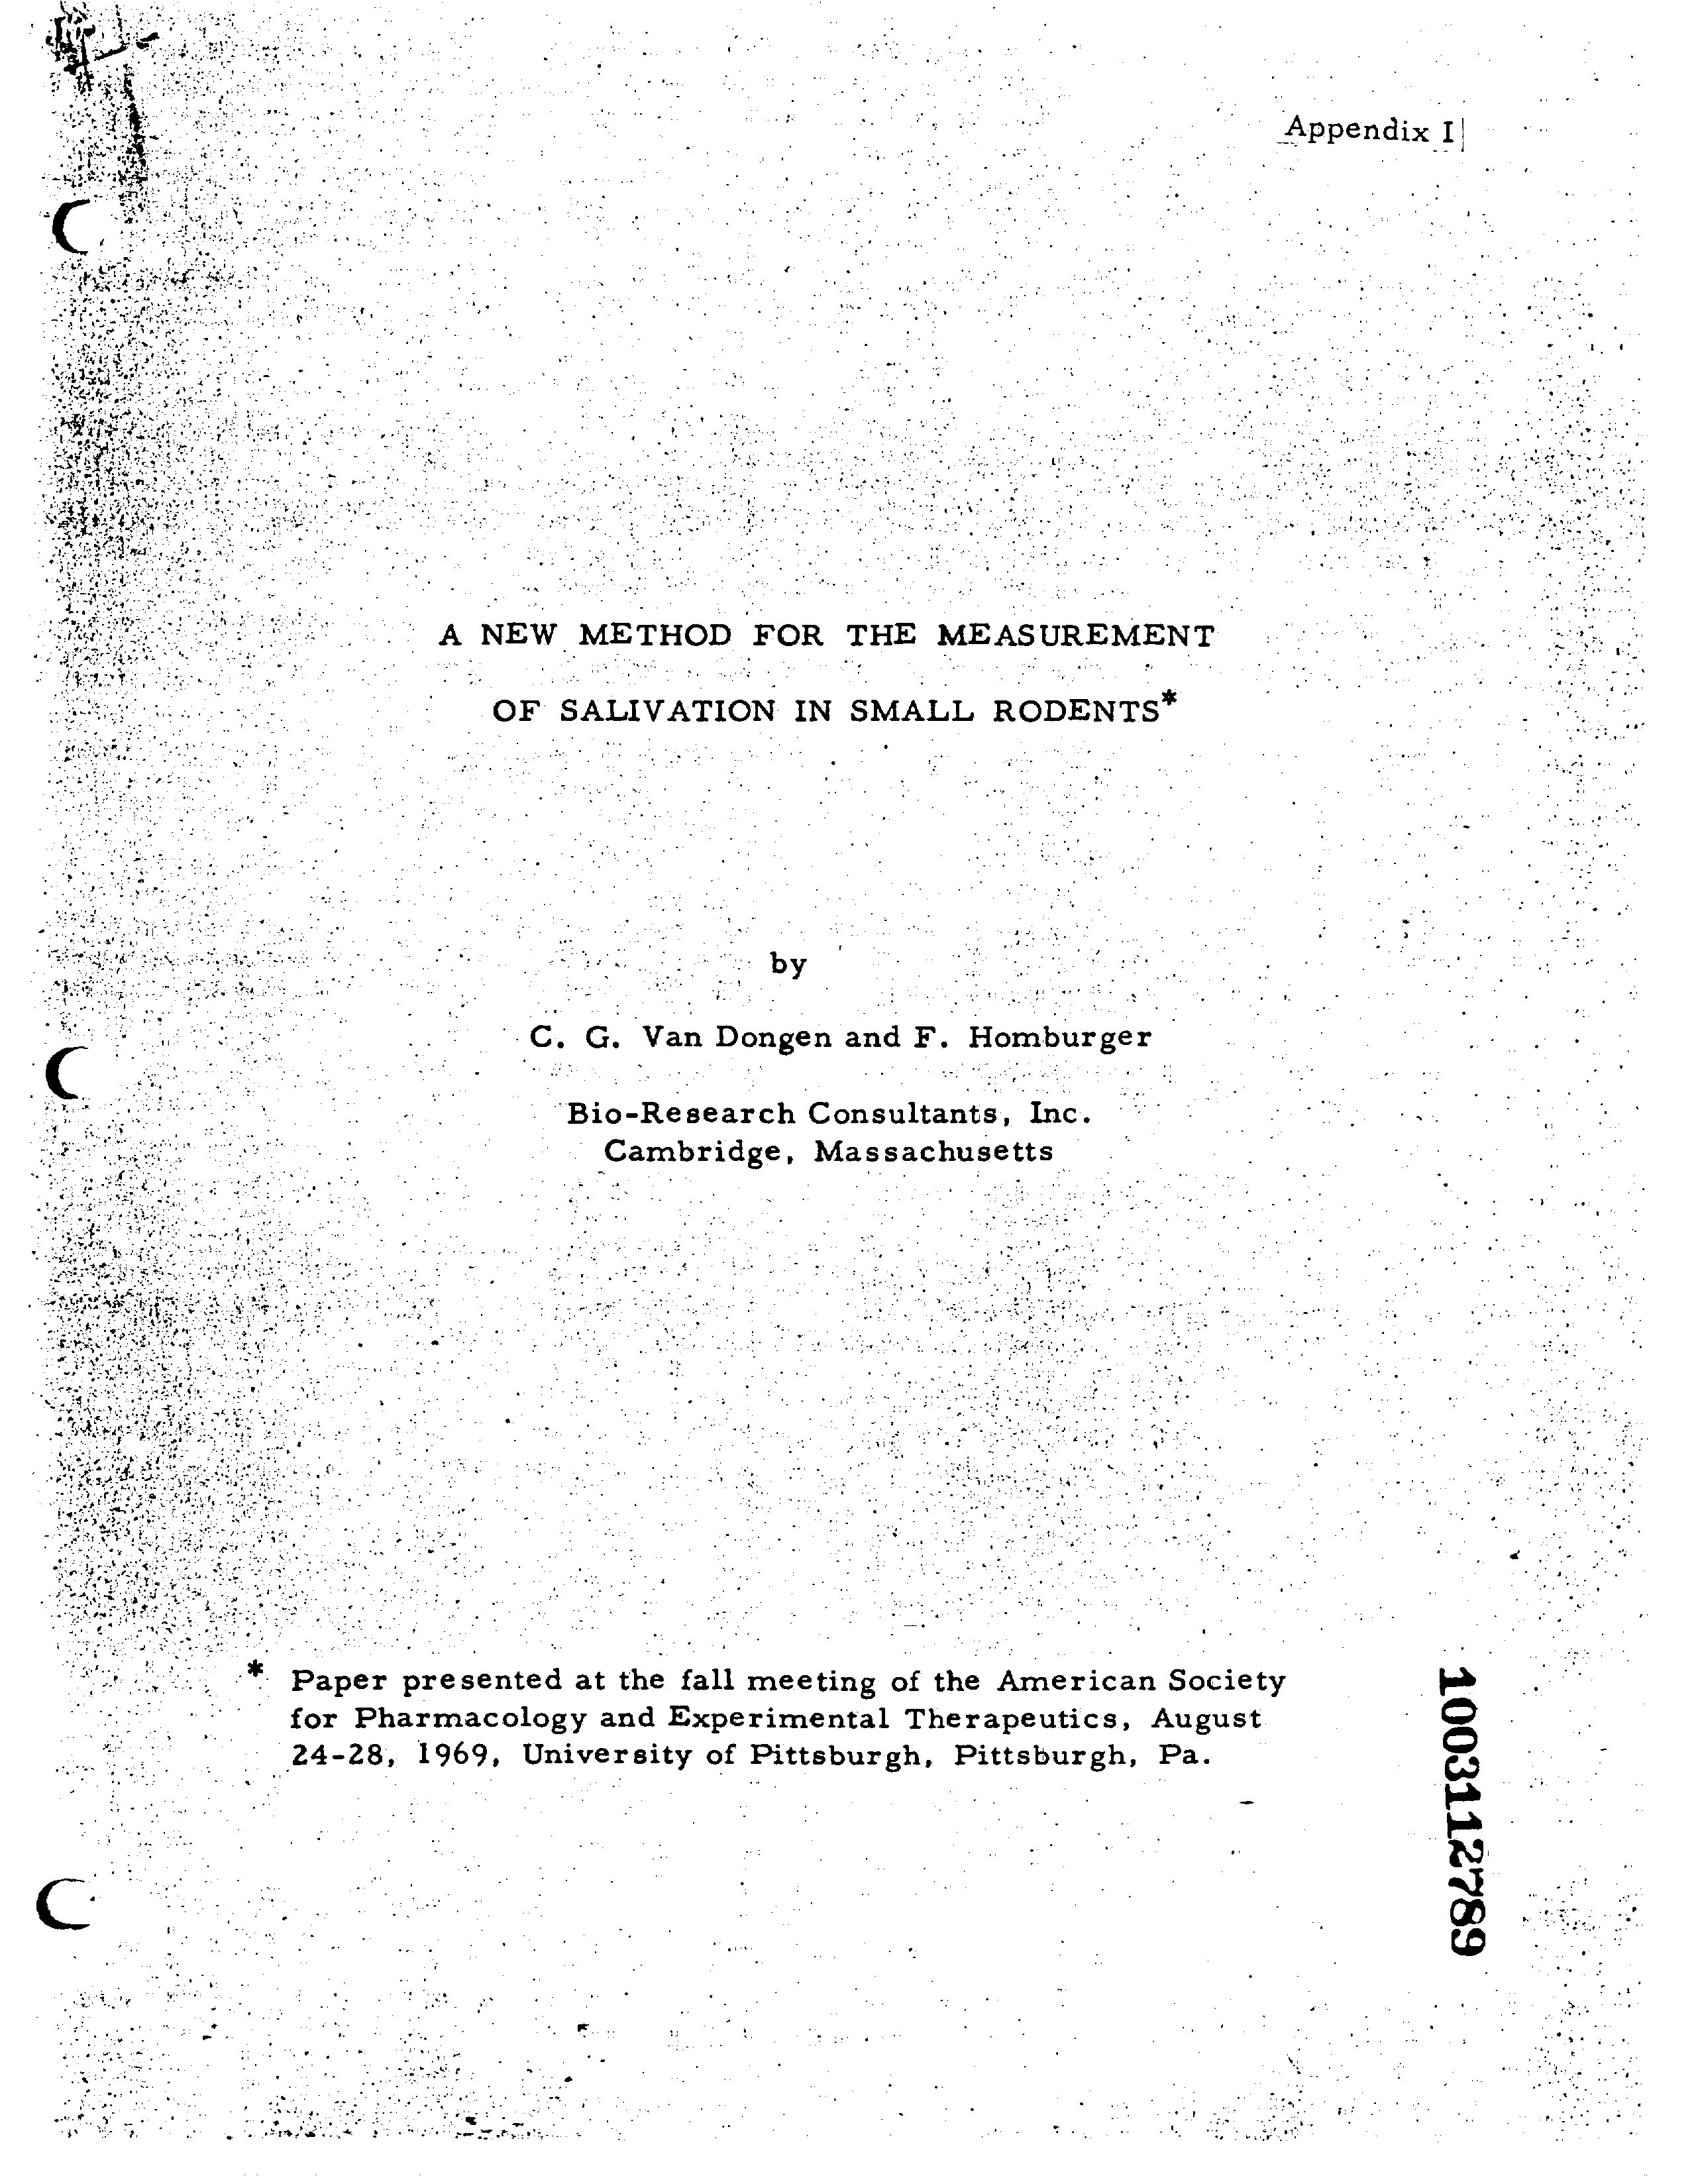 Appendix I
A NEW METHOD FOR THE MEASUREMENT
OF SALIVATION IN SMALL RODENTS*
by
C. G. Van Dongen and F. Homburger
Bio-Research Consultants, Inc.
Cambridge, Massachusetts
* Paper presented at the fall meeting of the American Society
for Pharmacology and Experimental Therapeutics, August
24-28, 1969, University of Pittsburgh, Pittsburgh, Pa.
1003112789